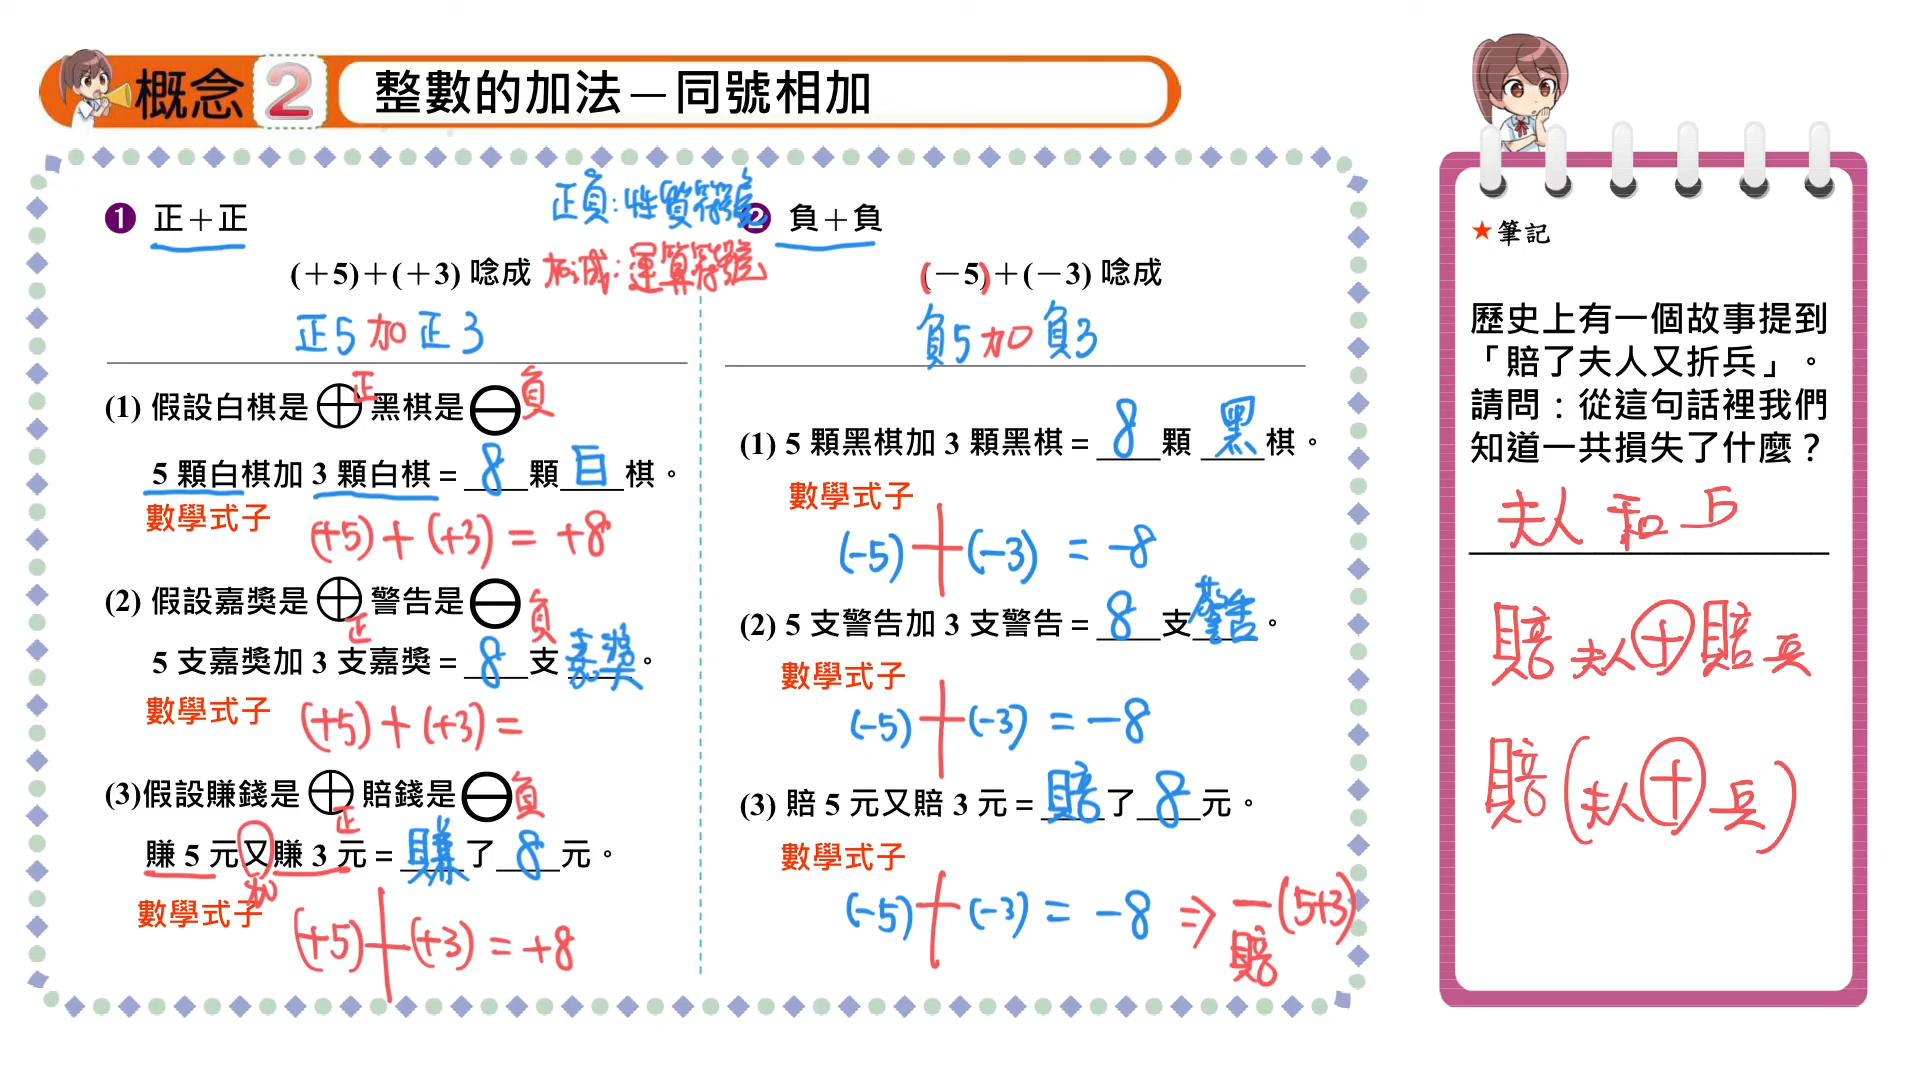 概念 2 整數的加法－同號相加
❶ 正＋正
正負:性質符號
加減:運算符號
(＋5)＋(＋3) 唸成
正5加正3
(1) 假設白棋是 ⊕ 正 黑棋是 ⊖ 負
5 顆白棋加 3 顆白棋＝ 8 顆 白 棋。
數學式子
(+5)+(+3)=+8
(2) 假設嘉獎是 ⊕ 正 警告是 ⊖ 負
5 支嘉獎加 3 支嘉獎＝ 8 支 嘉獎。
數學式子
(+5)+(+3)=
(3)假設賺錢是 ⊕ 正 賠錢是 ⊖ 負
賺 5 元又賺 3 元＝ 賺 了 8 元。
加
數學式子
(+5)+(+3)=+8
❷ 負＋負
(－5)＋(－3) 唸成
負5加負3
(1) 5 顆黑棋加 3 顆黑棋＝ 8 顆 黑 棋。
數學式子
(-5)+(-3)=-8
(2) 5 支警告加 3 支警告＝ 8 支 警告。
數學式子
(-5)+(-3)=-8
(3) 賠 5 元又賠 3 元＝ 賠 了 8 元。
數學式子
(-5)+(-3)=-8⇒-(5+3)
賠
★筆記
歷史上有一個故事提到
「賠了夫人又折兵」。
請問：從這句話裡我們
知道一共損失了什麼？
夫人和
賠夫人⊕賠兵
賠(夫人⊕兵)